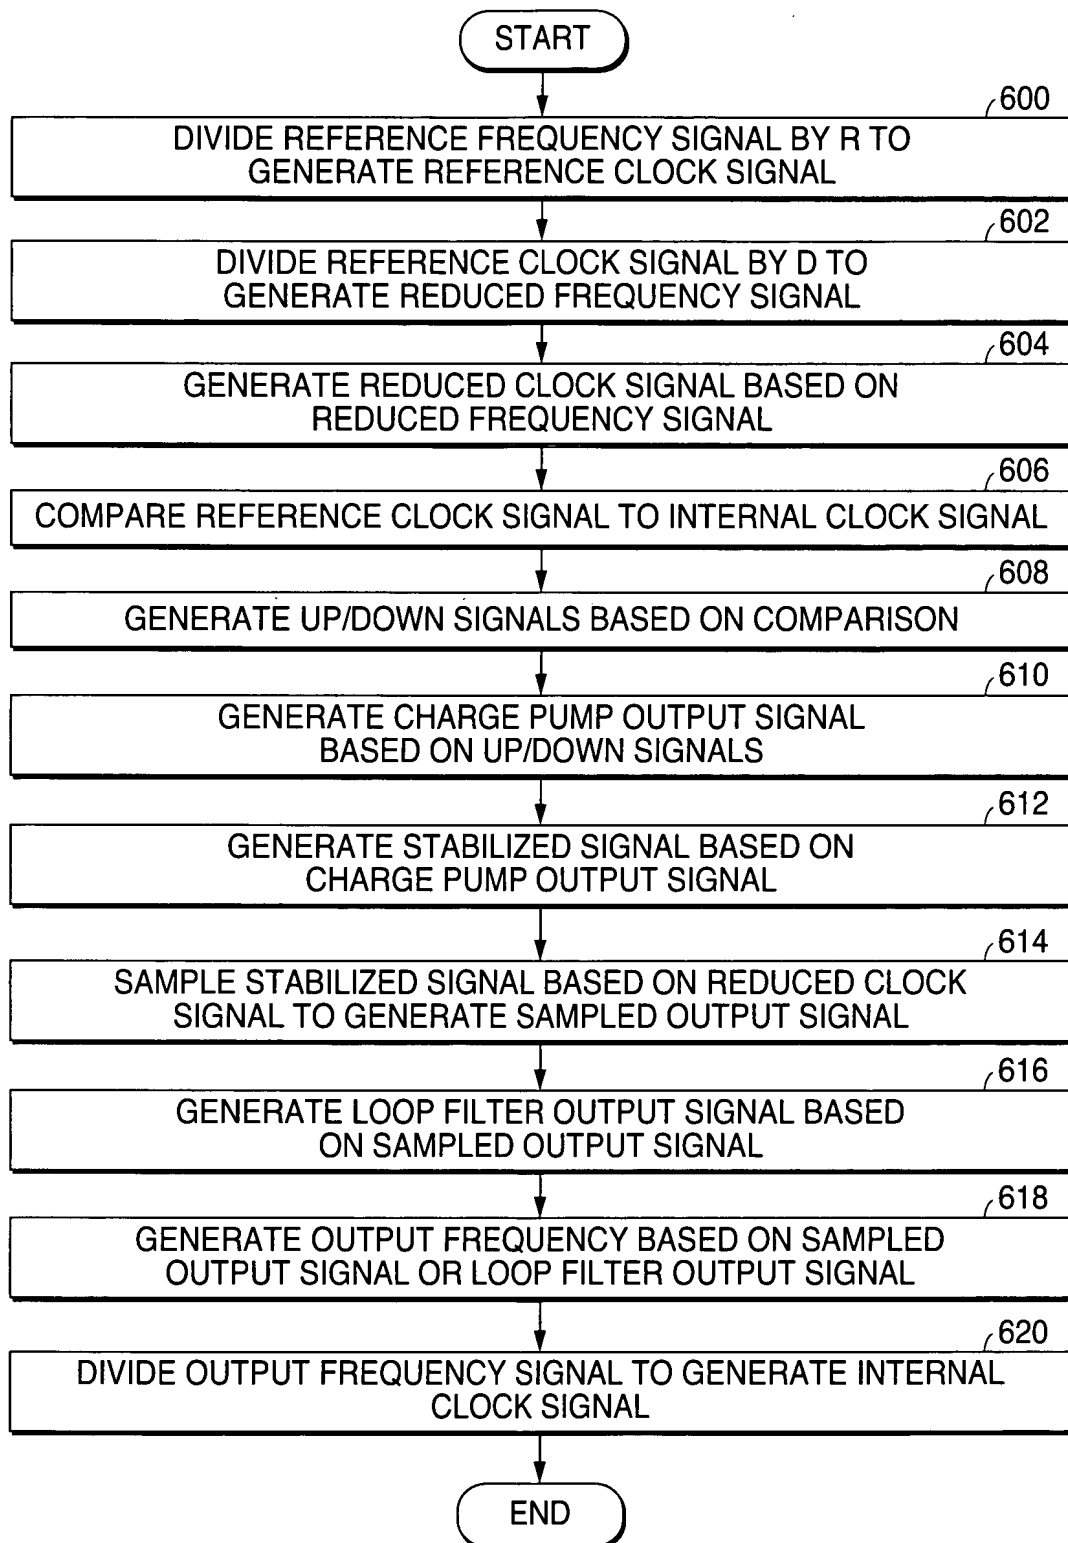 START
600
DIVIDE REFERENCE FREQUENCY SIGNAL BY R TO
GENERATE REFERENCE CLOCK SIGNAL
602
DIVIDE REFERENCE CLOCK SIGNAL BY D TO
GENERATE REDUCED FREQUENCY SIGNAL
604
GENERATE REDUCED CLOCK SIGNAL BASED ON
REDUCED FREQUENCY SIGNAL
606
COMPARE REFERENCE CLOCK SIGNAL TO INTERNAL CLOCK SIGNAL
608
GENERATE UP/DOWN SIGNALS BASED ON COMPARISON
610
GENERATE CHARGE PUMP OUTPUT SIGNAL
BASED ON UP/DOWN SIGNALS
612
GENERATE STABILIZED SIGNAL BASED ON
CHARGE PUMP OUTPUT SIGNAL
614
SAMPLE STABILIZED SIGNAL BASED ON REDUCED CLOCK
SIGNAL TO GENERATE SAMPLED OUTPUT SIGNAL
616
GENERATE LOOP FILTER OUTPUT SIGNAL BASED
ON SAMPLED OUTPUT SIGNAL
618
GENERATE OUTPUT FREQUENCY BASED ON SAMPLED
OUTPUT SIGNAL OR LOOP FILTER OUTPUT SIGNAL
620
DIVIDE OUTPUT FREQUENCY SIGNAL TO GENERATE INTERNAL
CLOCK SIGNAL
END